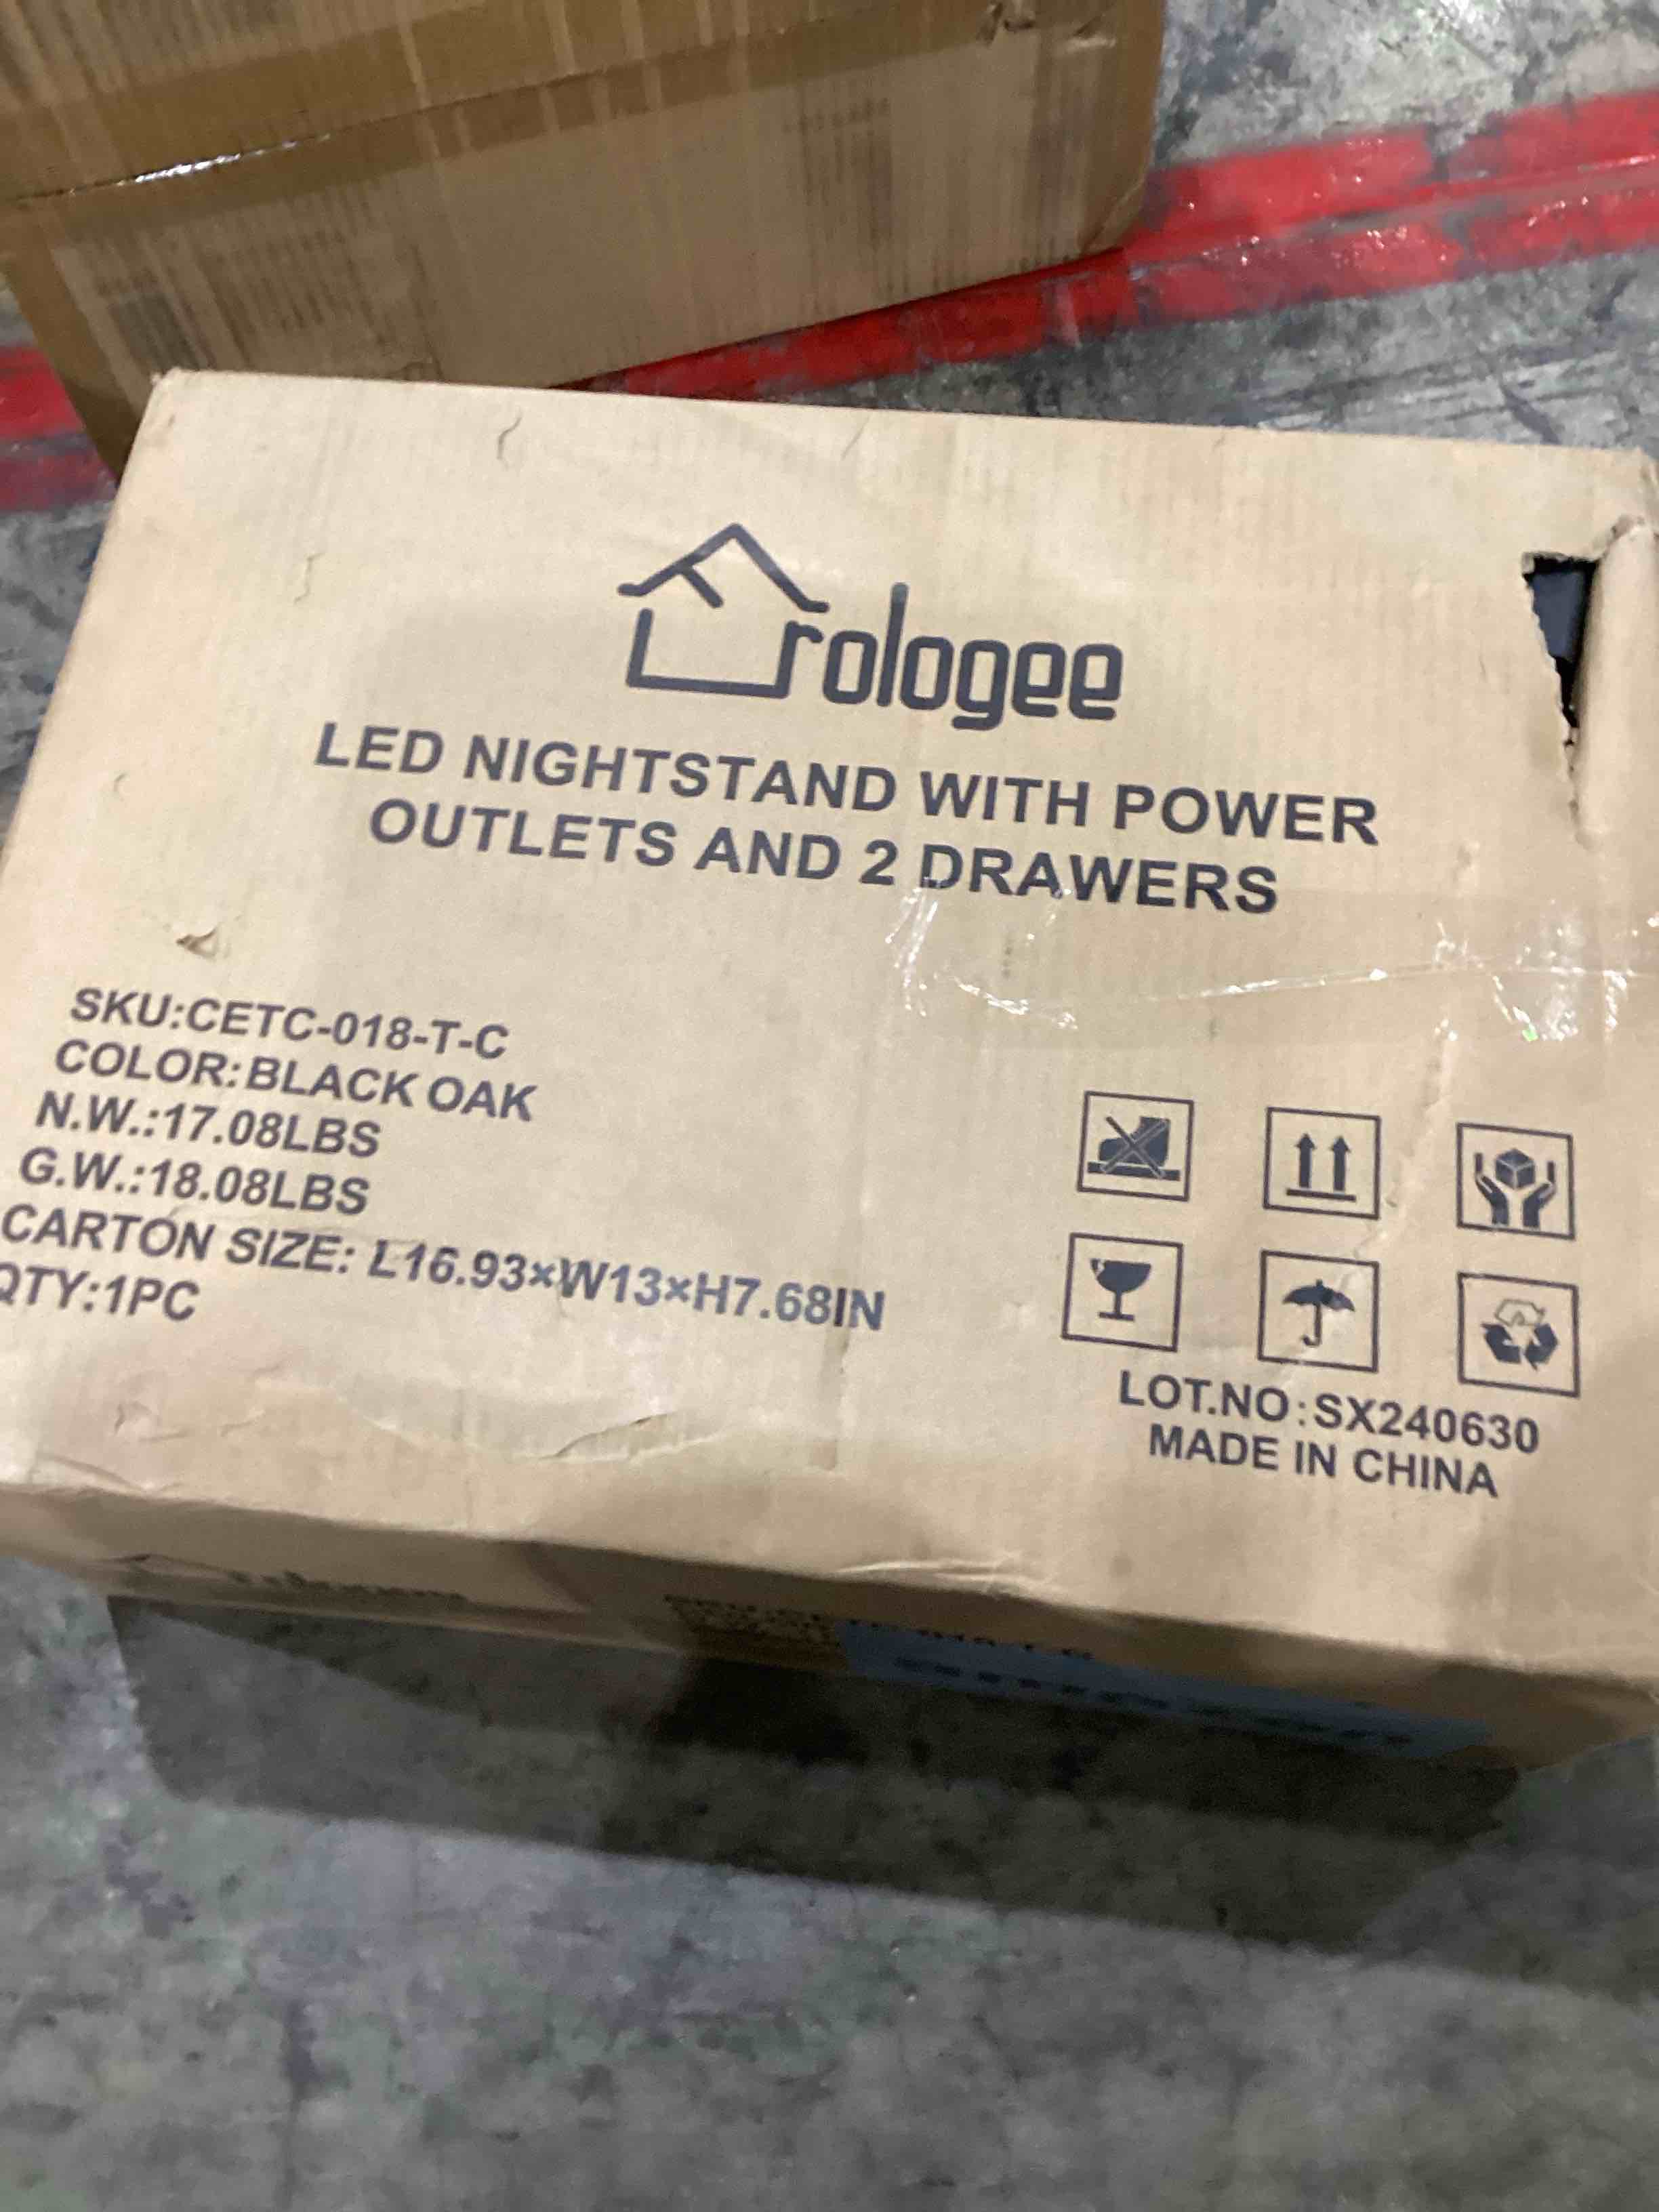 Rologee
LED NIGHTSTAND WITH POWER
OUTLETS AND 2 DRAWERS
SKU:CETC-018-T-C
COLOR:BLACK OAK
N.W.:17.08LBS
G.W.:18.08LBS
CARTON SIZE: L16.93×W13×H7.68IN
QTY:1PC
LOT.NO:SX240630
MADE IN CHINA